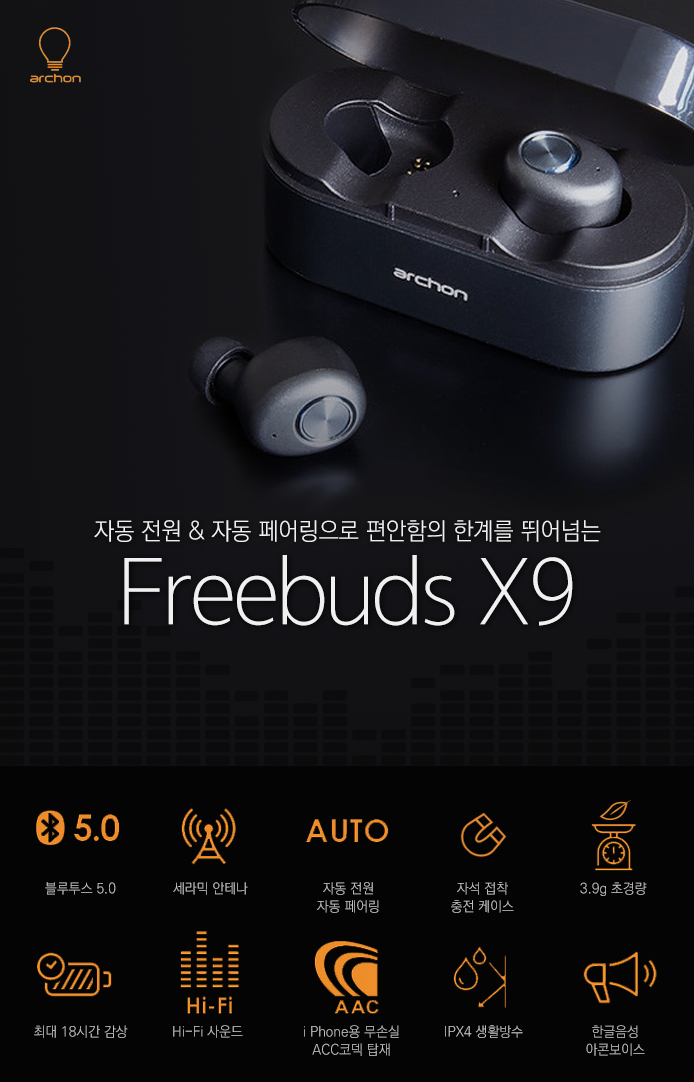 archon
archon
자동 전원 & 자동 페어링으로 편안함의 한계를 뛰어넘는
Freebuds X9
5.0
AUTO
블루투스 5.0
세라믹 안테나
자동 전원
자동 페어링
자석 접착
충전 케이스
3.9g 초경량
Hi-Fi
AAC
최대 18시간 감상
Hi-Fi 사운드
i Phone용 무손실
ACC코덱 탑재
IPX4 생활방수
한글음성
아콘보이스